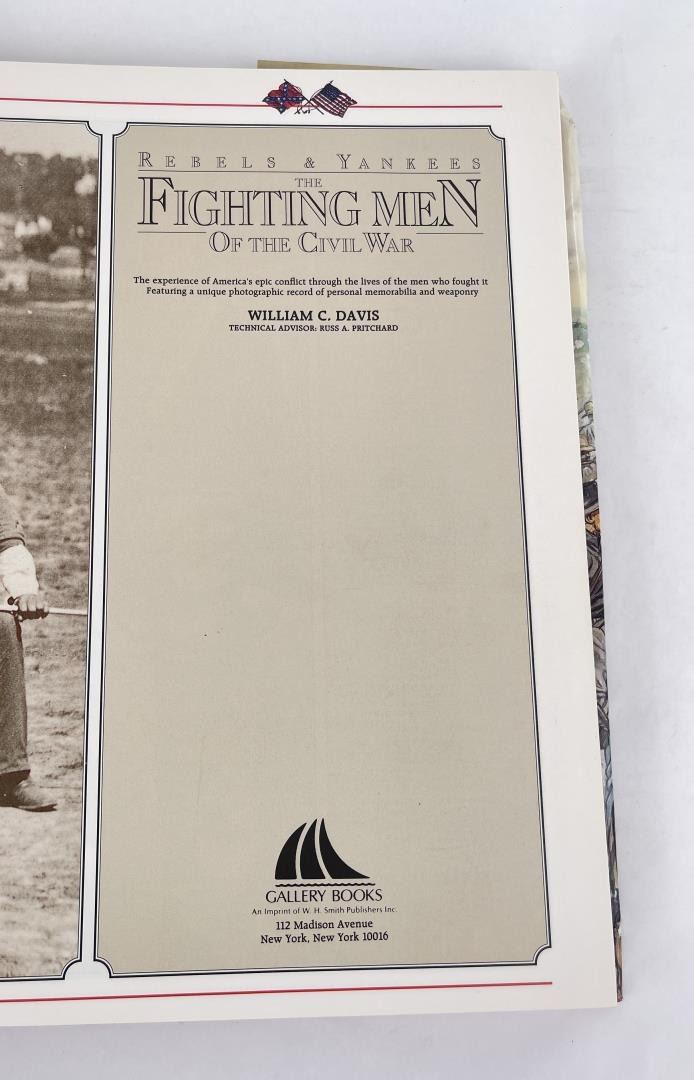 REBELS & YANKEES
THE
FIGHTING MEN
OF THE CIVIL WAR
The experience of America's epic conflict through the lives of the men who fought it
Featuring a unique photographic record of personal memorabilia and weaponry
WILLIAM C. DAVIS
TECHNICAL ADVISOR: RUSS A. PRITCHARD
GALLERY BOOKS
An Imprint of W. H. Smith Publishers Inc.
112 Madison Avenue
New York, New York 10016